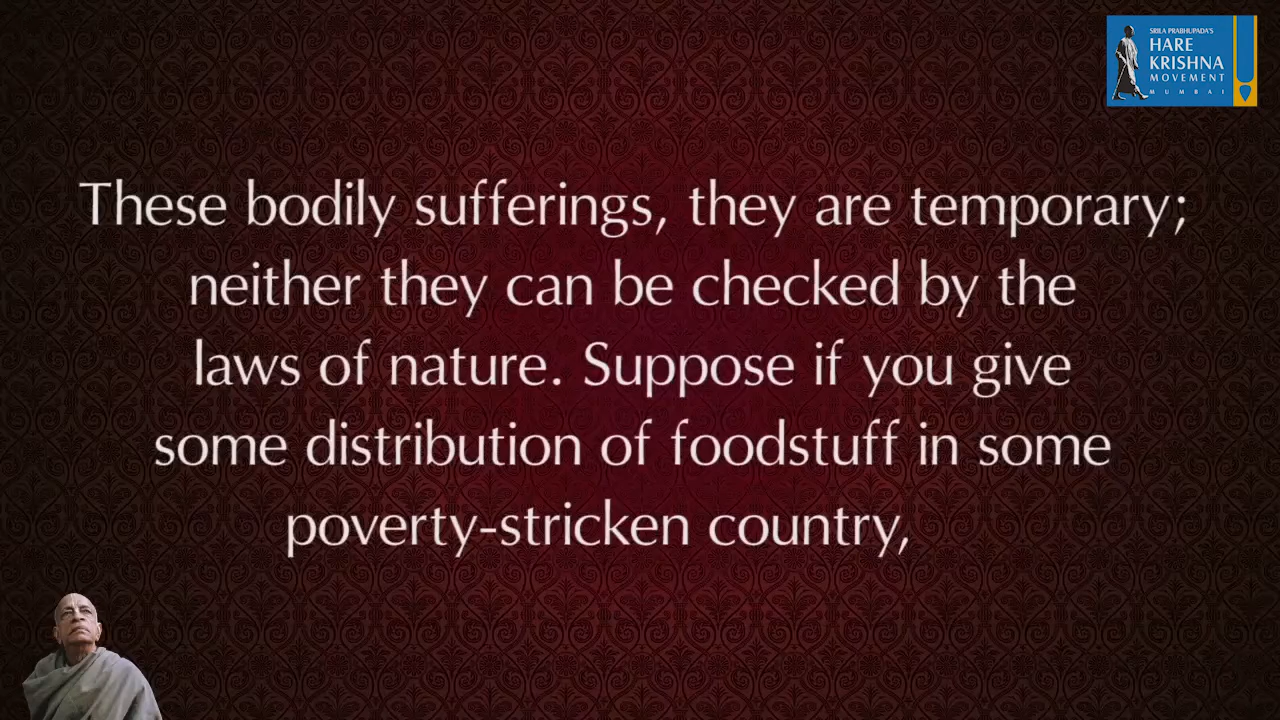 SRILA PRABHUPADA'S
HARE
KRISHNA
MOVEMENT
MUMBAI
These bodily sufferings, they are temporary;
neither they can be checked by the
laws of nature. Suppose if you give
some distribution of foodstuff in some
poverty-stricken country,